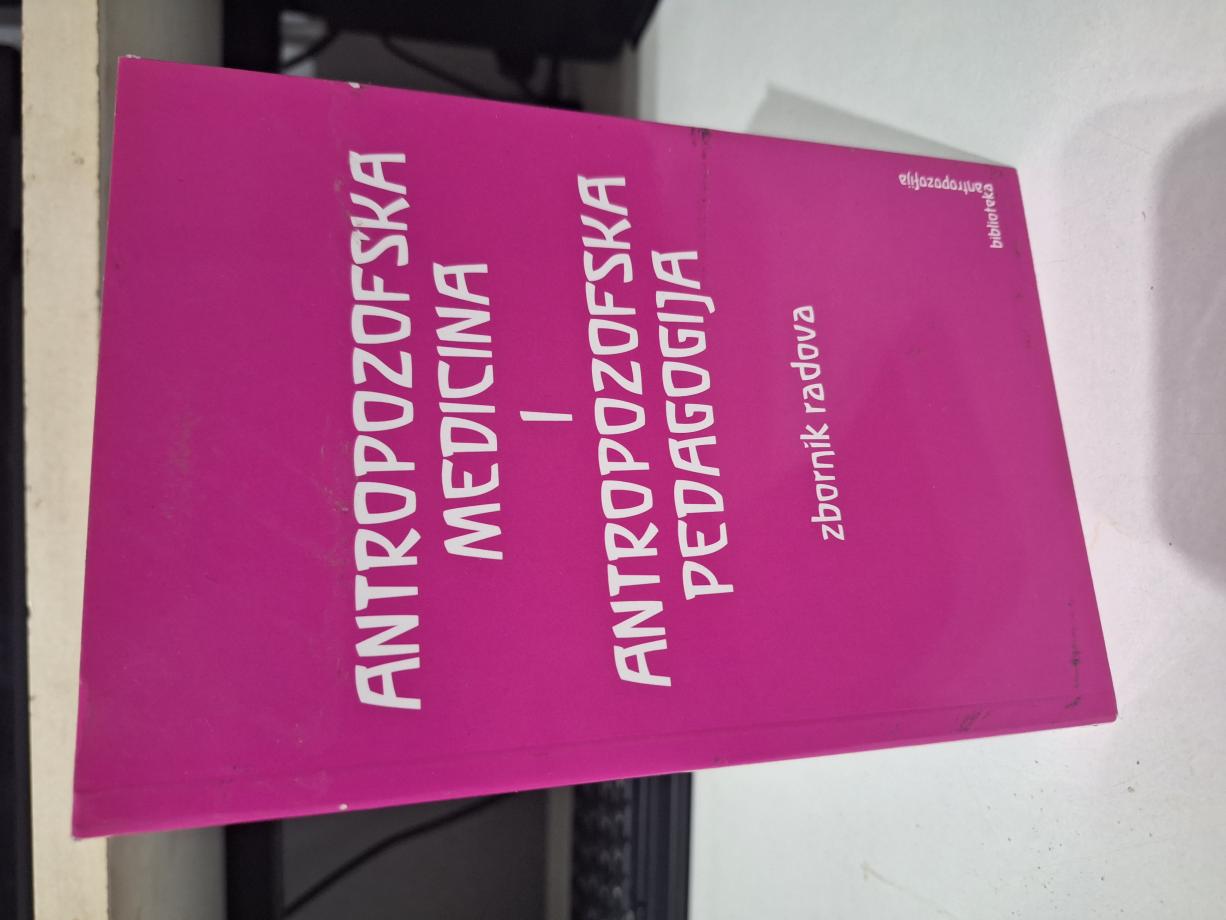 ANTROPOZOFSKA
MEDICINA
I
ANTROPOZOFSKA
PEDAGOGIJA
zbornik radova
antropozofija
biblioteka